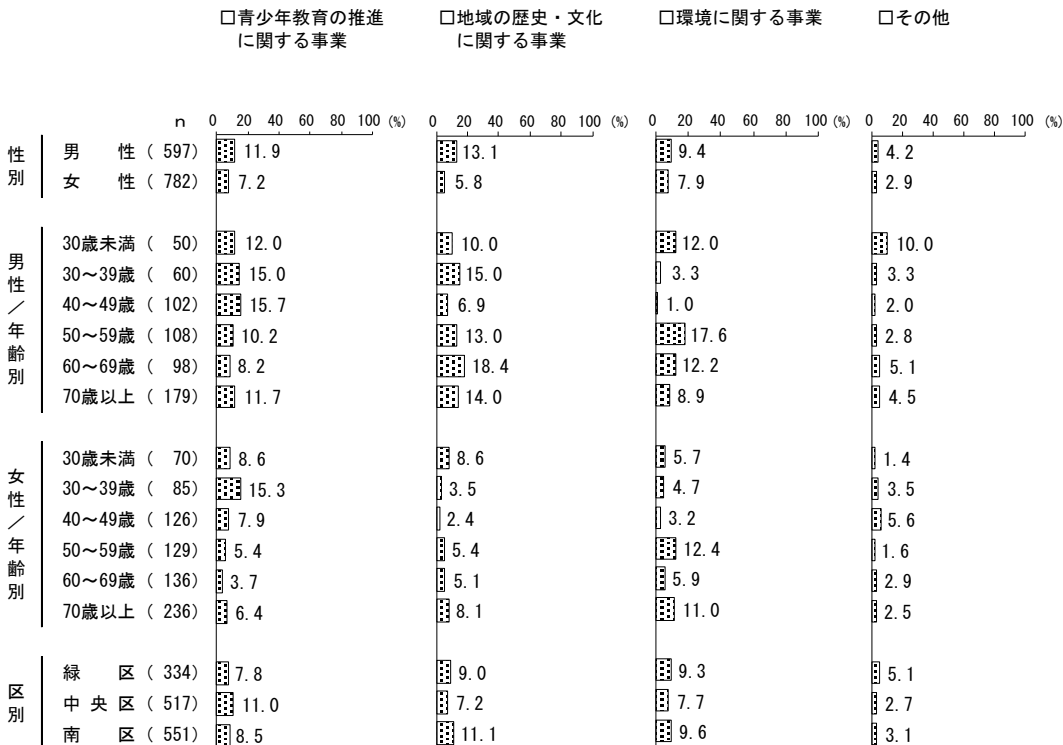 □青少年教育の推進に関する事業 □地域の歴史・文化に関する事業 □環境に関する事業 □その他
n 0 20 40 60 80 100 (%) 0 20 40 60 80 100 (%) 0 20 40 60 80 100 (%) 0 20 40 60 80 100 (%)
性別
男 性 ( 597) 11.9 13.1 9.4 4.2
女 性 ( 782) 7.2 5.8 7.9 2.9
男性/年齢別
30歳未満 ( 50) 12.0 10.0 12.0 10.0
30~39歳 ( 60) 15.0 15.0 3.3 3.3
40~49歳 ( 102) 15.7 6.9 1.0 2.0
50~59歳 ( 108) 10.2 13.0 17.6 2.8
60~69歳 ( 98) 8.2 18.4 12.2 5.1
70歳以上 ( 179) 11.7 14.0 8.9 4.5
女性/年齢別
30歳未満 ( 70) 8.6 8.6 5.7 1.4
30~39歳 ( 85) 15.3 3.5 4.7 3.5
40~49歳 ( 126) 7.9 2.4 3.2 5.6
50~59歳 ( 129) 5.4 5.4 12.4 1.6
60~69歳 ( 136) 3.7 5.1 5.9 2.9
70歳以上 ( 236) 6.4 8.1 11.0 2.5
区別
緑 区 ( 334) 7.8 9.0 9.3 5.1
中 央 区 ( 517) 11.0 7.2 7.7 2.7
南 区 ( 551) 8.5 11.1 9.6 3.1